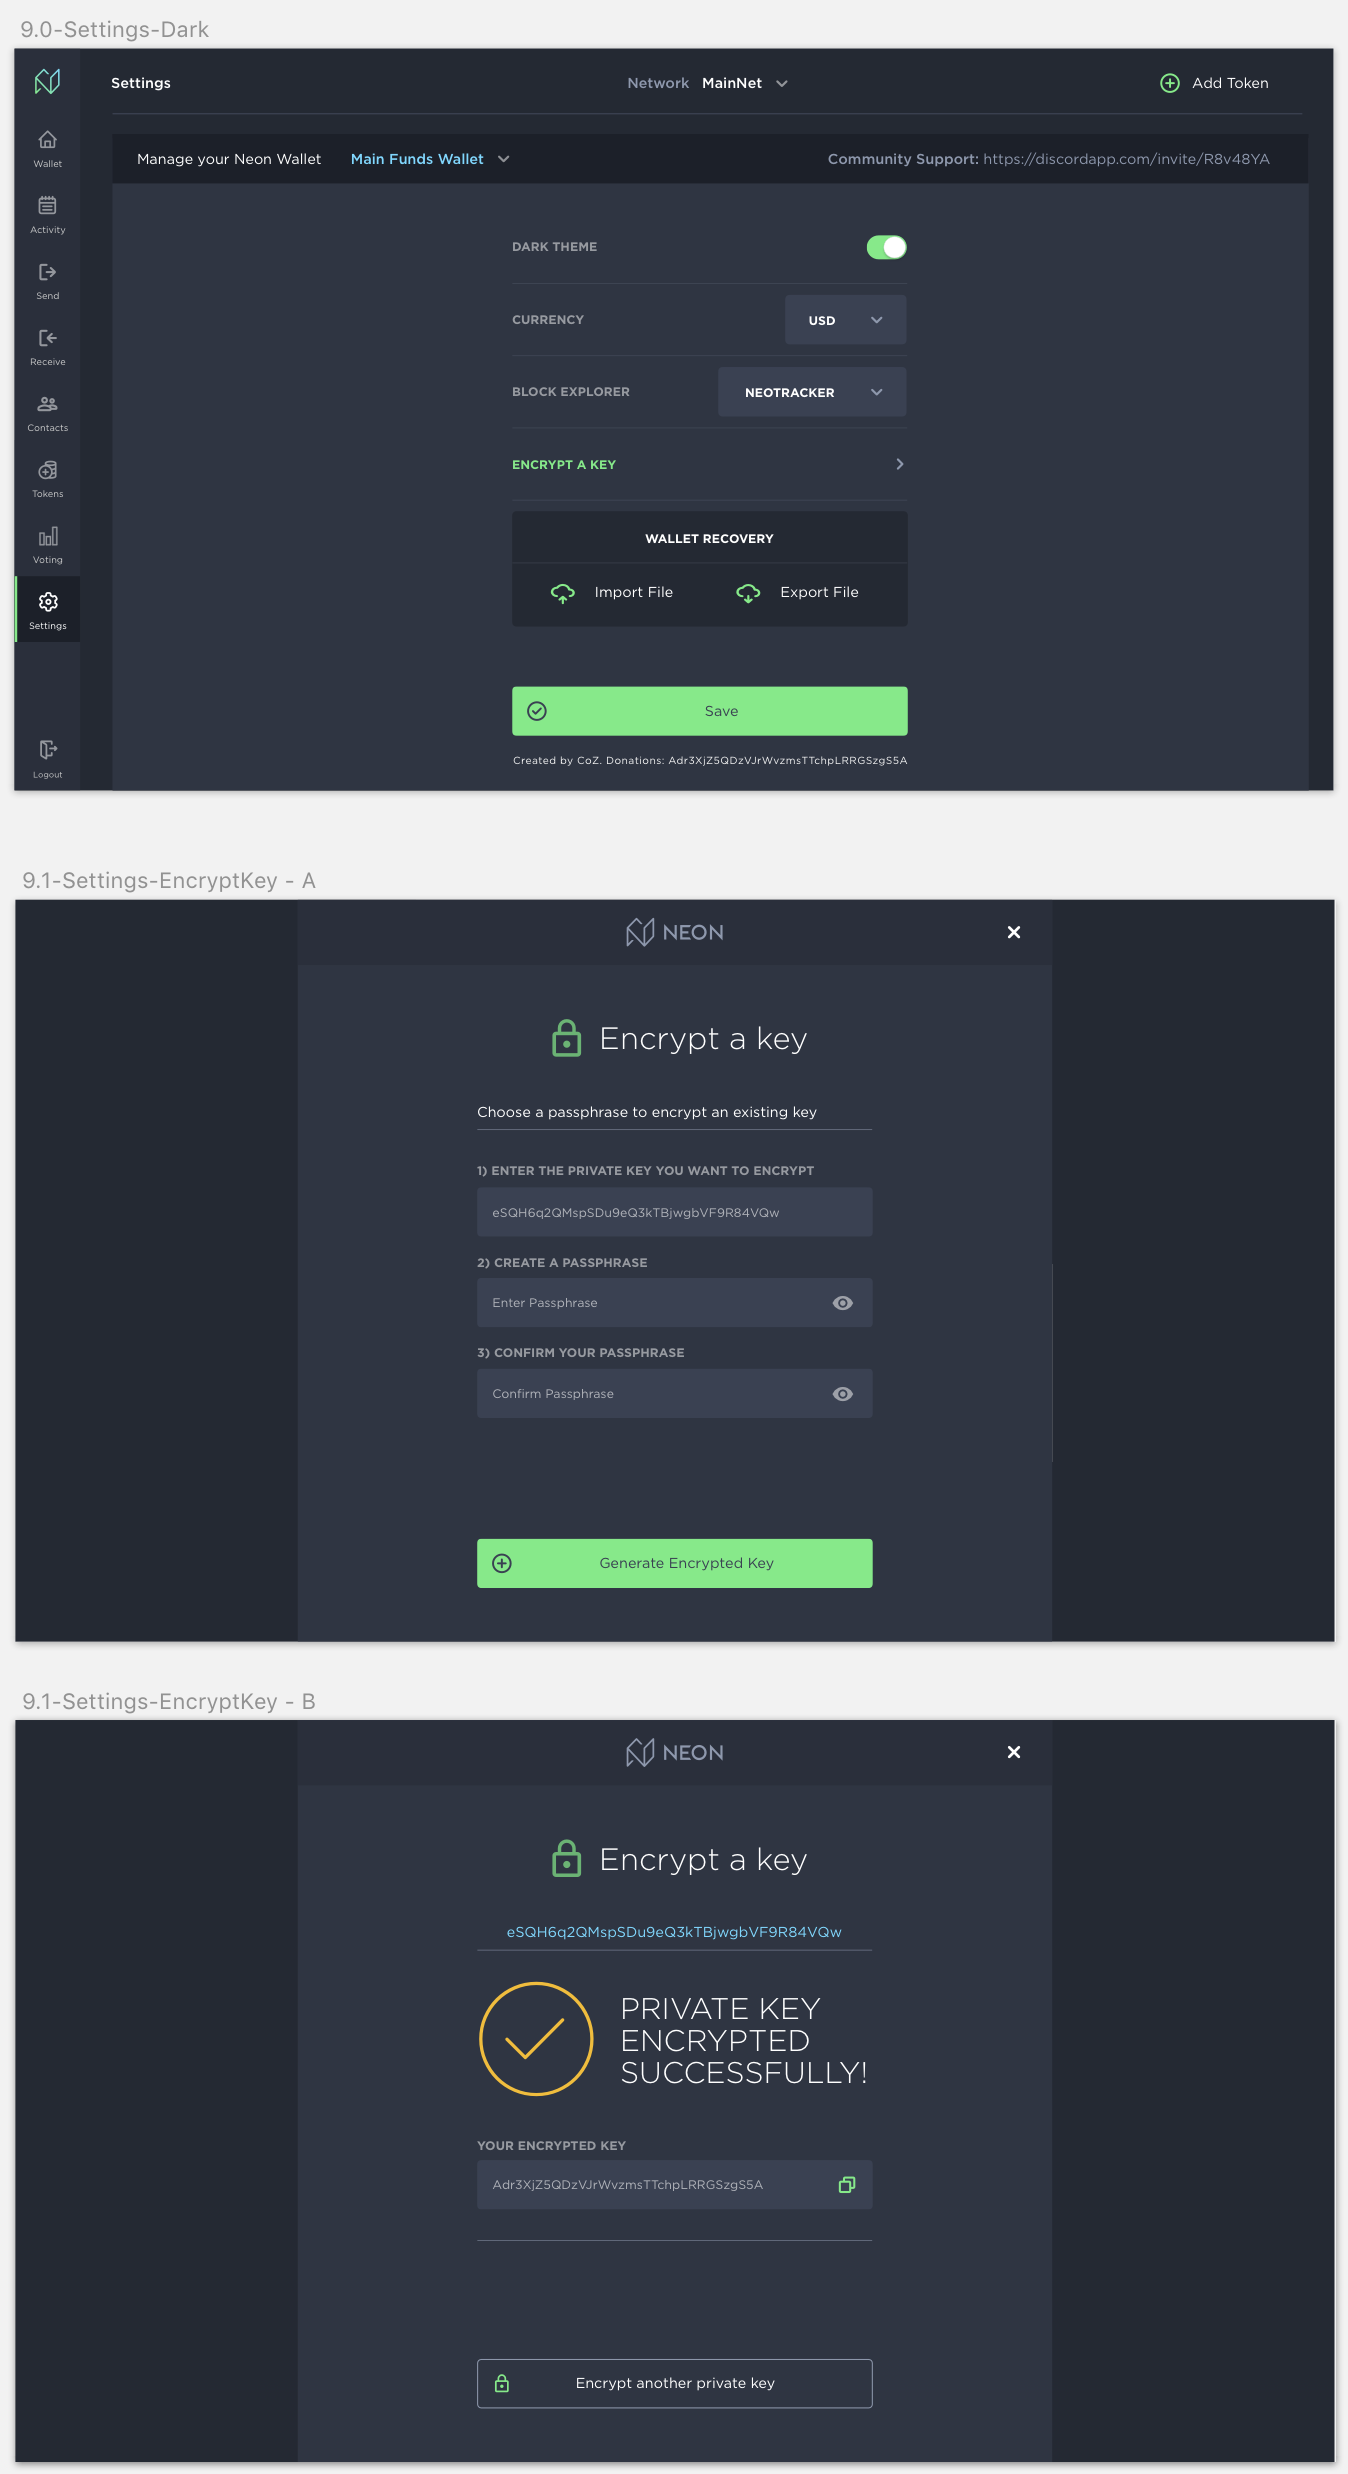 9.0-Settings-Dark
Settings
Network MainNet
Add Token
Manage your Neon Wallet Main Funds Wallet
Community Support: https://discordapp.com/invite/R8v48YA
Wallet
Activity
Send
Receive
Contacts
Tokens
Voting
Settings
Logout
DARK THEME
CURRENCY USD
BLOCK EXPLORER NEOTRACKER
ENCRYPT A KEY
WALLET RECOVERY
Import File Export File
Save
Created by CoZ. Donations: Adr3XjZ5QDzVJrWvzmsTTchpLRRGSzgS5A
9.1-Settings-EncryptKey - A
NEON
Encrypt a key
Choose a passphrase to encrypt an existing key
1) ENTER THE PRIVATE KEY YOU WANT TO ENCRYPT
eSQH6q2QMspSDu9eQ3kTBjwgbVF9R84VQw
2) CREATE A PASSPHRASE
Enter Passphrase
3) CONFIRM YOUR PASSPHRASE
Confirm Passphrase
Generate Encrypted Key
9.1-Settings-EncryptKey - B
NEON
Encrypt a key
eSQH6q2QMspSDu9eQ3kTBjwgbVF9R84VQw
PRIVATE KEY
ENCRYPTED
SUCCESSFULLY!
YOUR ENCRYPTED KEY
Adr3XjZ5QDzVJrWvzmsTTchpLRRGSzgS5A
Encrypt another private key